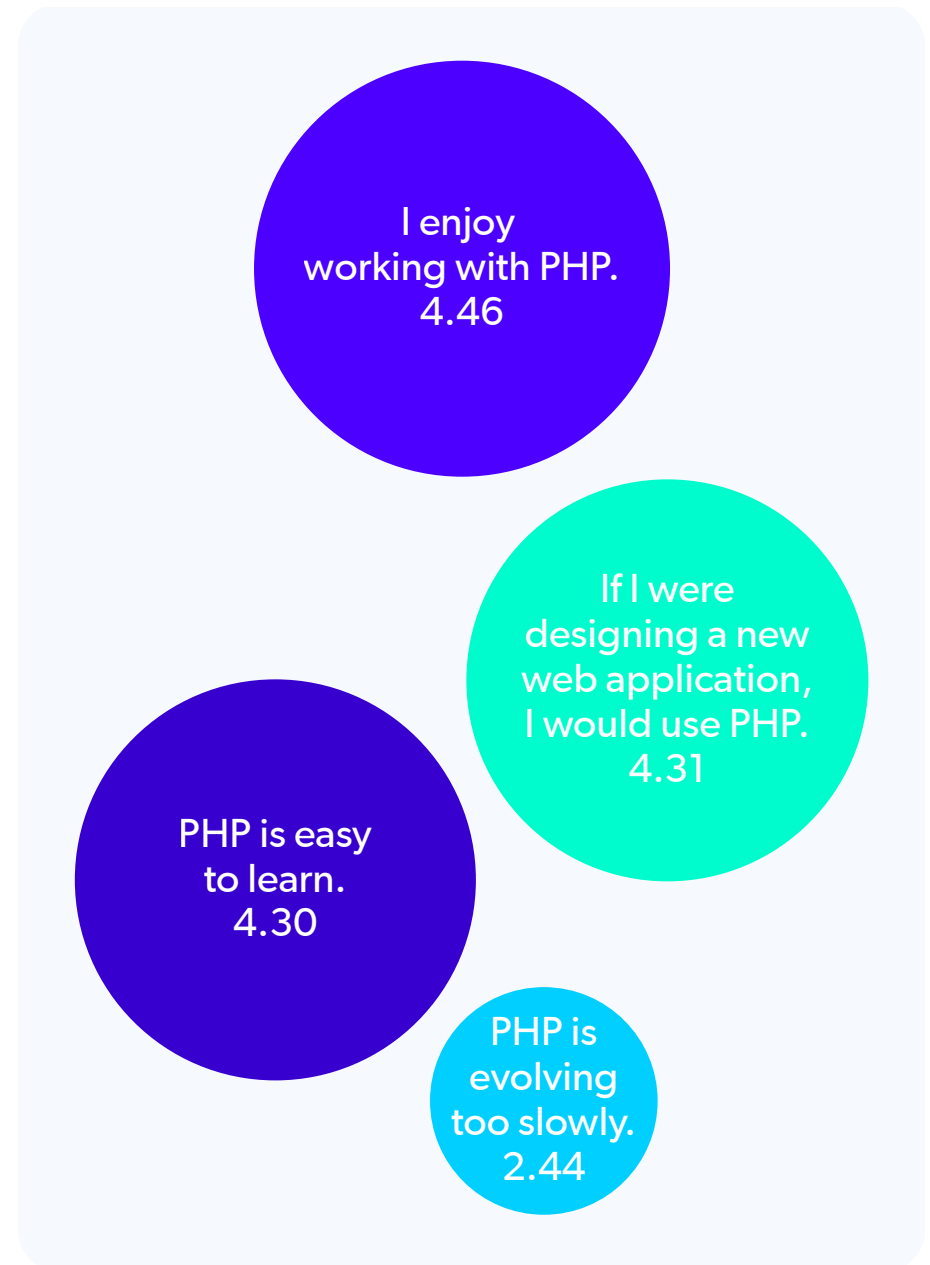 I enjoy
working with PHP.
4.46
If I were
designing a new
web application,
I would use PHP.
4.31
PHP is easy
to learn.
4.30
PHP is
evolving
too slowly.
2.44